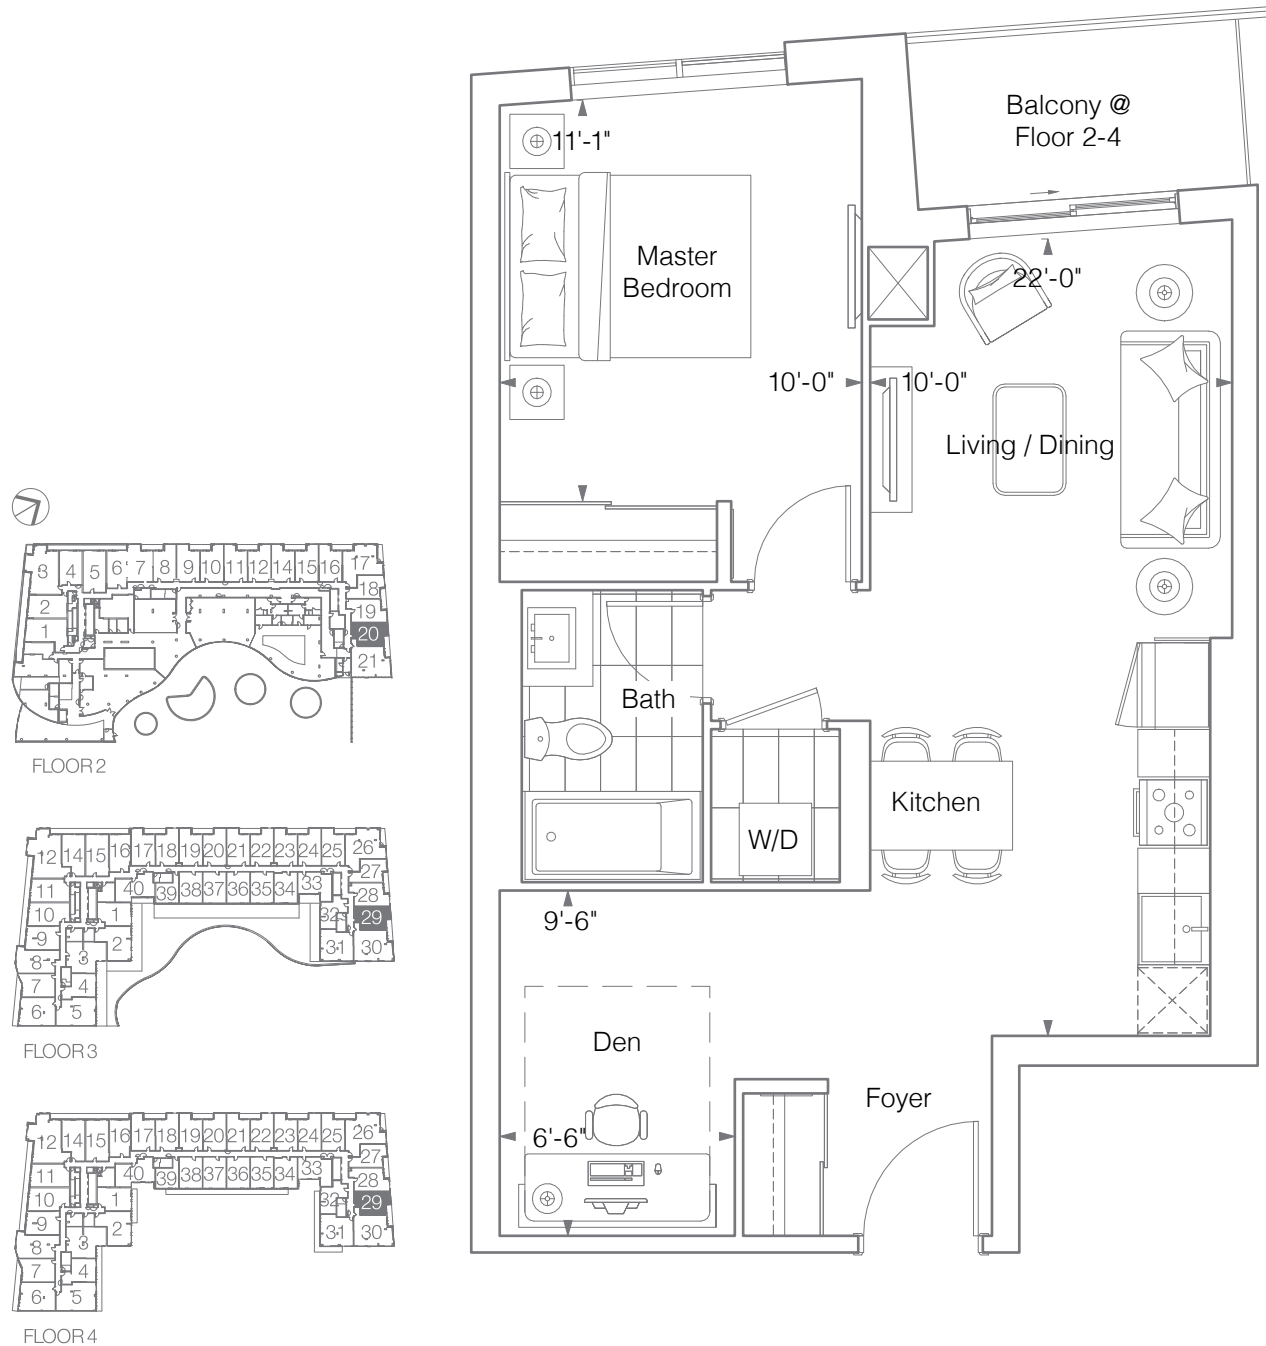 Balcony @
Floor 2-4
11'-1"
Master
Bedroom
22'-0"
10'-0"
10'-0"
Living / Dining
Bath
Kitchen
W/D
9'-6"
Den
Foyer
6'-6"
3 4 5 6 7 8 9 10 11 12 14 15 16 17
18
2
19
1
20
21
FLOOR 2
12 14 15 16 17 18 19 20 21 22 23 24 25 26
27
11 40 39 38 37 36 35 34 33 28
10 1 32 29
9 2 31 30
8 3
7 4
6 5
FLOOR 3
12 14 15 16 17 18 19 20 21 22 23 24 25 26
27
11 40 39 38 37 36 35 34 33 28
10 1 32 29
9 2 31 30
8 3
7 4
6 5
FLOOR 4